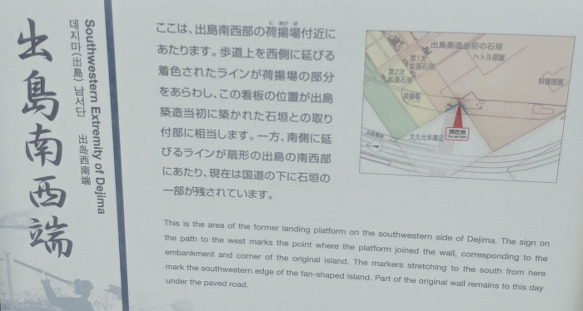 出島南西端
Southwestern Extremity of Dejima
데지마(出島) 남서단 出岛西南端
ここは、出島南西部の荷揚場付近に
あたります。歩道上を西側に延びる
着色されたラインが荷揚場の部分
をあらわし、この看板の位置が出島
築造当初に築かれた石垣との取り
付部に相当します。一方、南側に延
びるラインが扇形の出島の南西部
にあたり、現在は国道の下に石垣の
一部が残されています。
出島築造当初の石垣
ヘトル部屋
現在地
This is the area of the former landing platform on the southwestern side of Dejima. The sign on
the path to the west marks the point where the platform joined the wall, corresponding to the
embankment and corner of the original island. The markers stretching to the south from here
mark the southwestern edge of the fan-shaped island. Part of the original wall remains to this day
under the paved road.